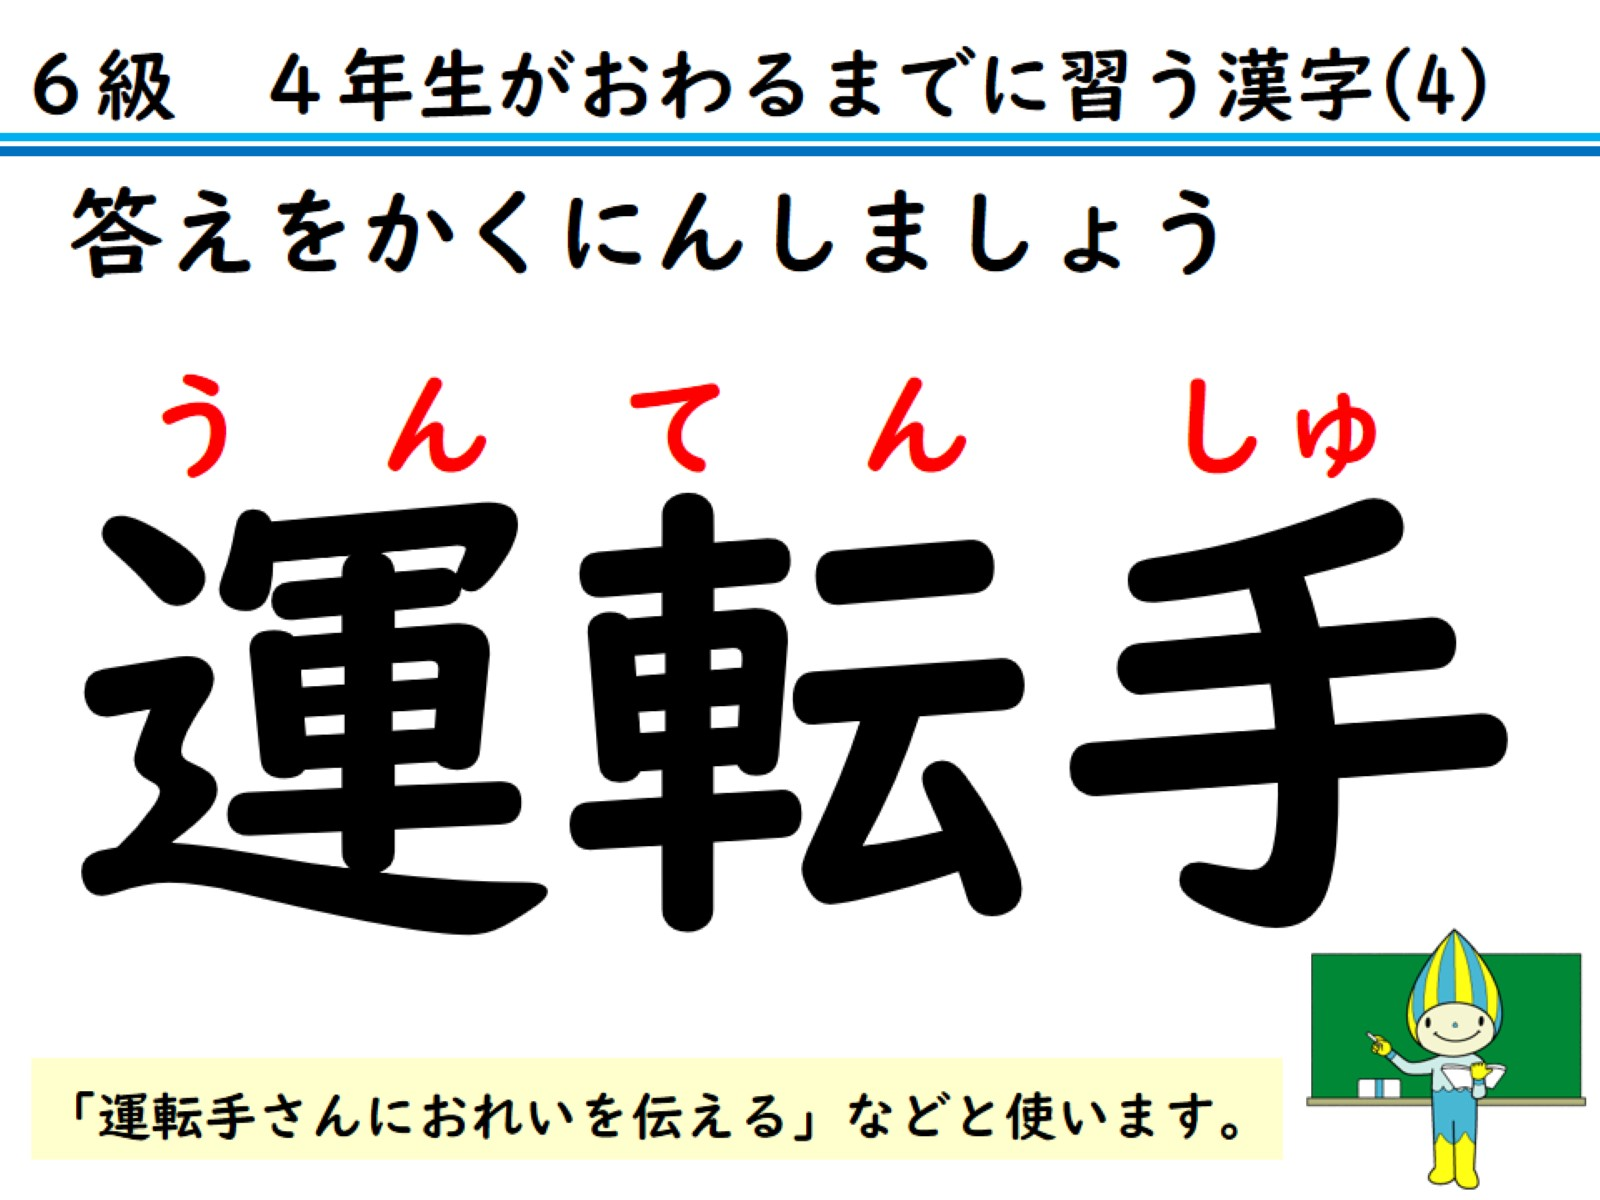 ６級　４年生がおわるまでに習う漢字(4)
答えをかくにんしましょう
うんてんしゅ
運転手
「運転手さんにおれいを伝える」などと使います。